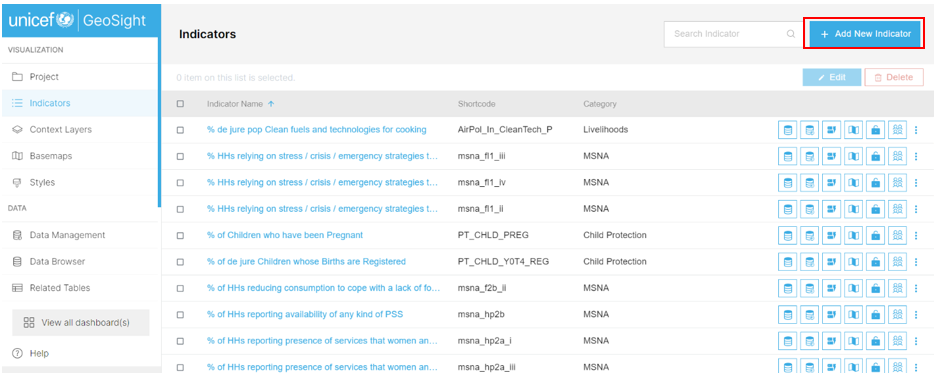 unicef GeoSight
VISUALIZATION
Project
Indicators
Context Layers
Basemaps
Styles
DATA
Data Management
Data Browser
Related Tables
View all dashboard(s)
Help
Indicators
Search Indicator
+ Add New Indicator
0 item on this list is selected.
Edit
Delete
Indicator Name Shortcode Category
% de jure pop Clean fuels and technologies for cooking AirPol_In_CleanTech_P Livelihoods
% HHs relying on stress / crisis / emergency strategies t... msna_fl1_iii MSNA
% HHs relying on stress / crisis / emergency strategies t... msna_fl1_iv MSNA
% HHs relying on stress / crisis / emergency strategies t... msna_fl1_ii MSNA
% of Children who have been Pregnant PT_CHLD_PREG Child Protection
% of de jure Children whose Births are Registered PT_CHLD_Y0T4_REG Child Protection
% of HHs reducing consumption to cope with a lack of fo... msna_f2b_ii MSNA
% of HHs reporting availability of any kind of PSS msna_hp2b MSNA
% of HHs reporting presence of services that women an... msna_hp2a_i MSNA
% of HHs reporting presence of services that women an... msna_hp2a_iii MSNA